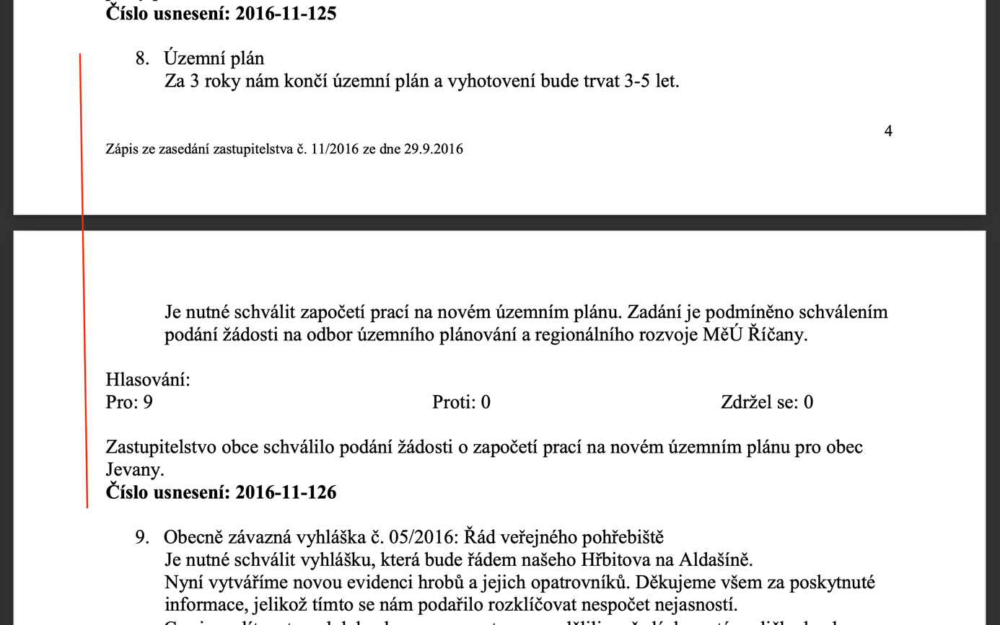 Číslo usnesení: 2016-11-125
8. Územní plán
Za 3 roky nám končí územní plán a vyhotovení bude trvat 3-5 let.
4
Zápis ze zasedání zastupitelstva č. 11/2016 ze dne 29.9.2016
Je nutné schválit započetí prací na novém územním plánu. Zadání je podmíněno schválením
podání žádosti na odbor územního plánování a regionálního rozvoje MěÚ Říčany.
Hlasování:
Pro: 9 Proti: 0 Zdržel se: 0
Zastupitelstvo obce schválilo podání žádosti o započetí prací na novém územním plánu pro obec
Jevany.
Číslo usnesení: 2016-11-126
9. Obecně závazná vyhláška č. 05/2016: Řád veřejného pohřebiště
Je nutné schválit vyhlášku, která bude řádem našeho Hřbitova na Aldašíně.
Nyní vytváříme novou evidenci hrobů a jejich opatrovníků. Děkujeme všem za poskytnuté
informace, jelikož tímto se nám podařilo rozklíčovat nespočet nejasností.